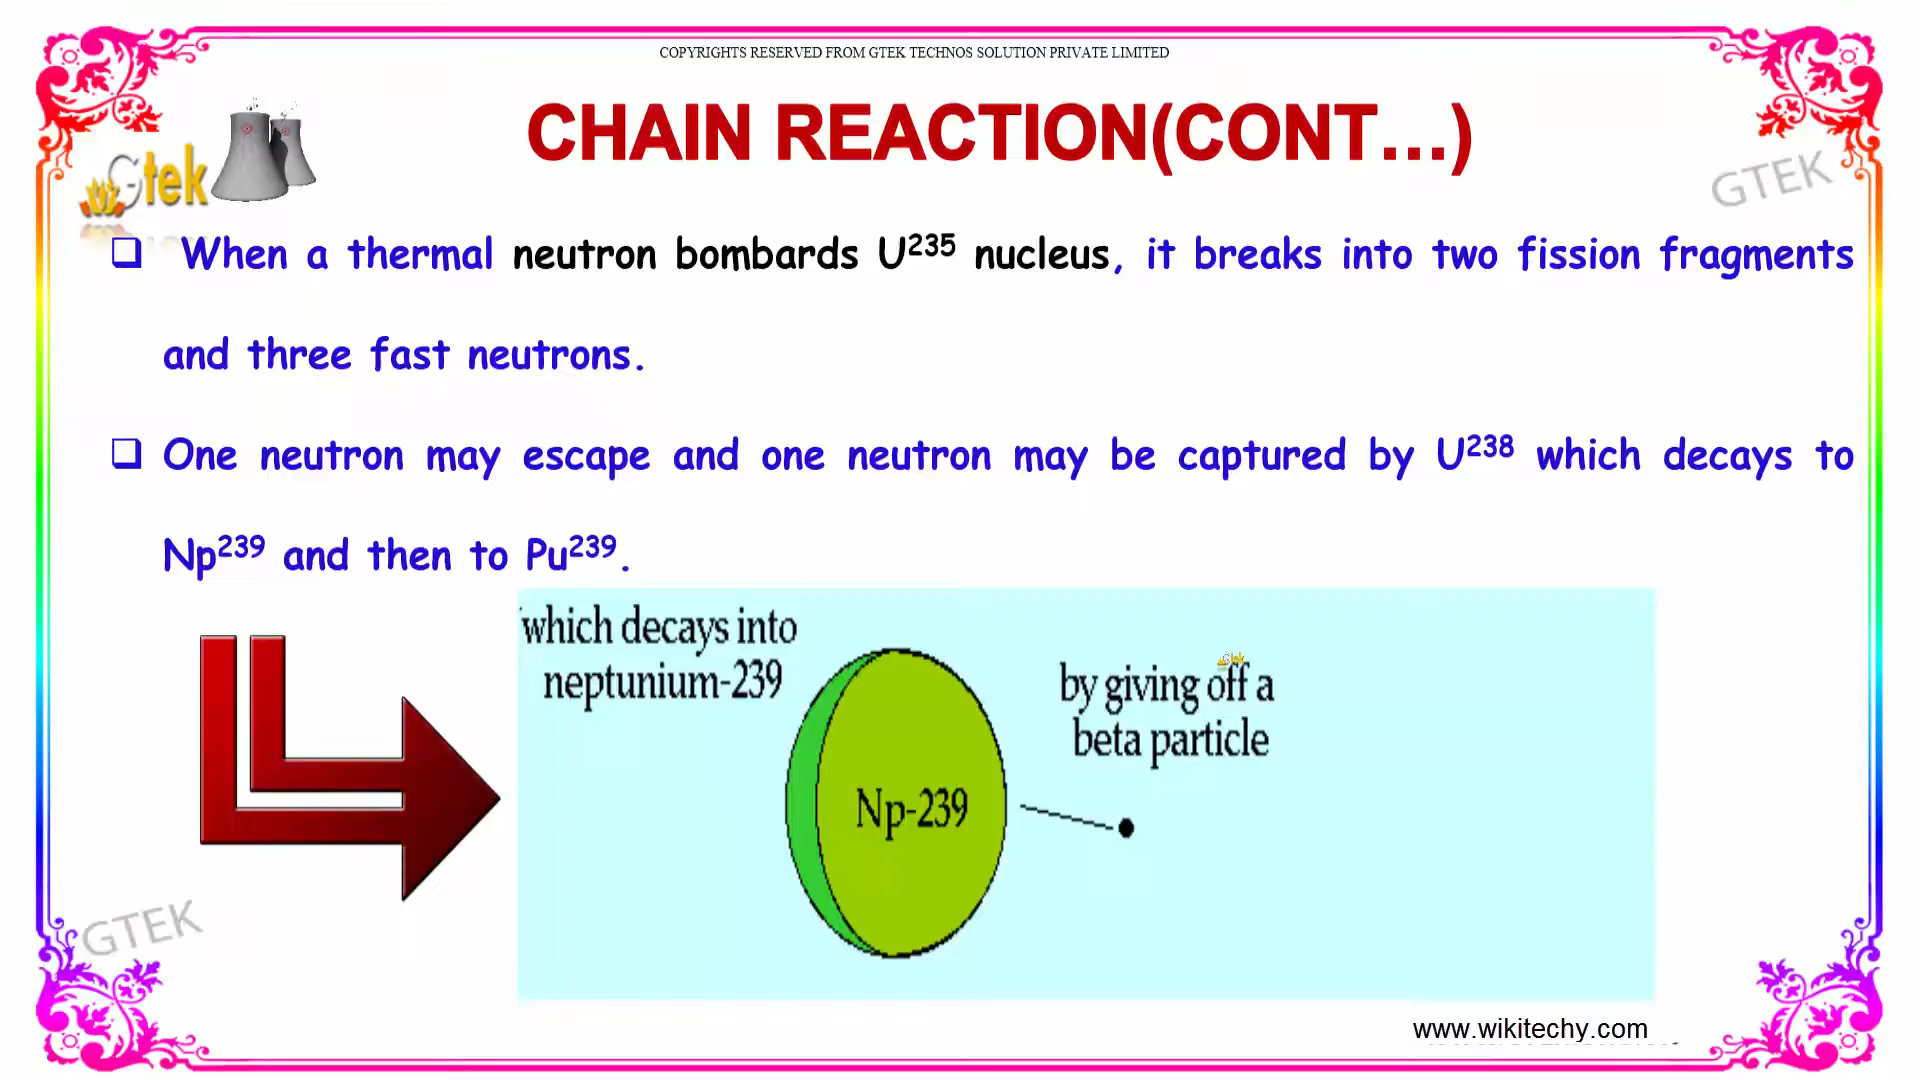 COPYRIGHTS RESERVED FROM GTEK TECHNOS SOLUTION PRIVATE LIMITED
CHAIN REACTION(CONT...)
Gtek
GTEK
❑ When a thermal neutron bombards U²³⁵ nucleus, it breaks into two fission fragments
and three fast neutrons.
❑ One neutron may escape and one neutron may be captured by U²³⁸ which decays to
Np²³⁹ and then to Pu²³⁹.
which decays into
neptunium-239
Gtek
by giving off a
beta particle
Np-239
GTEK
www.wikitechy.com